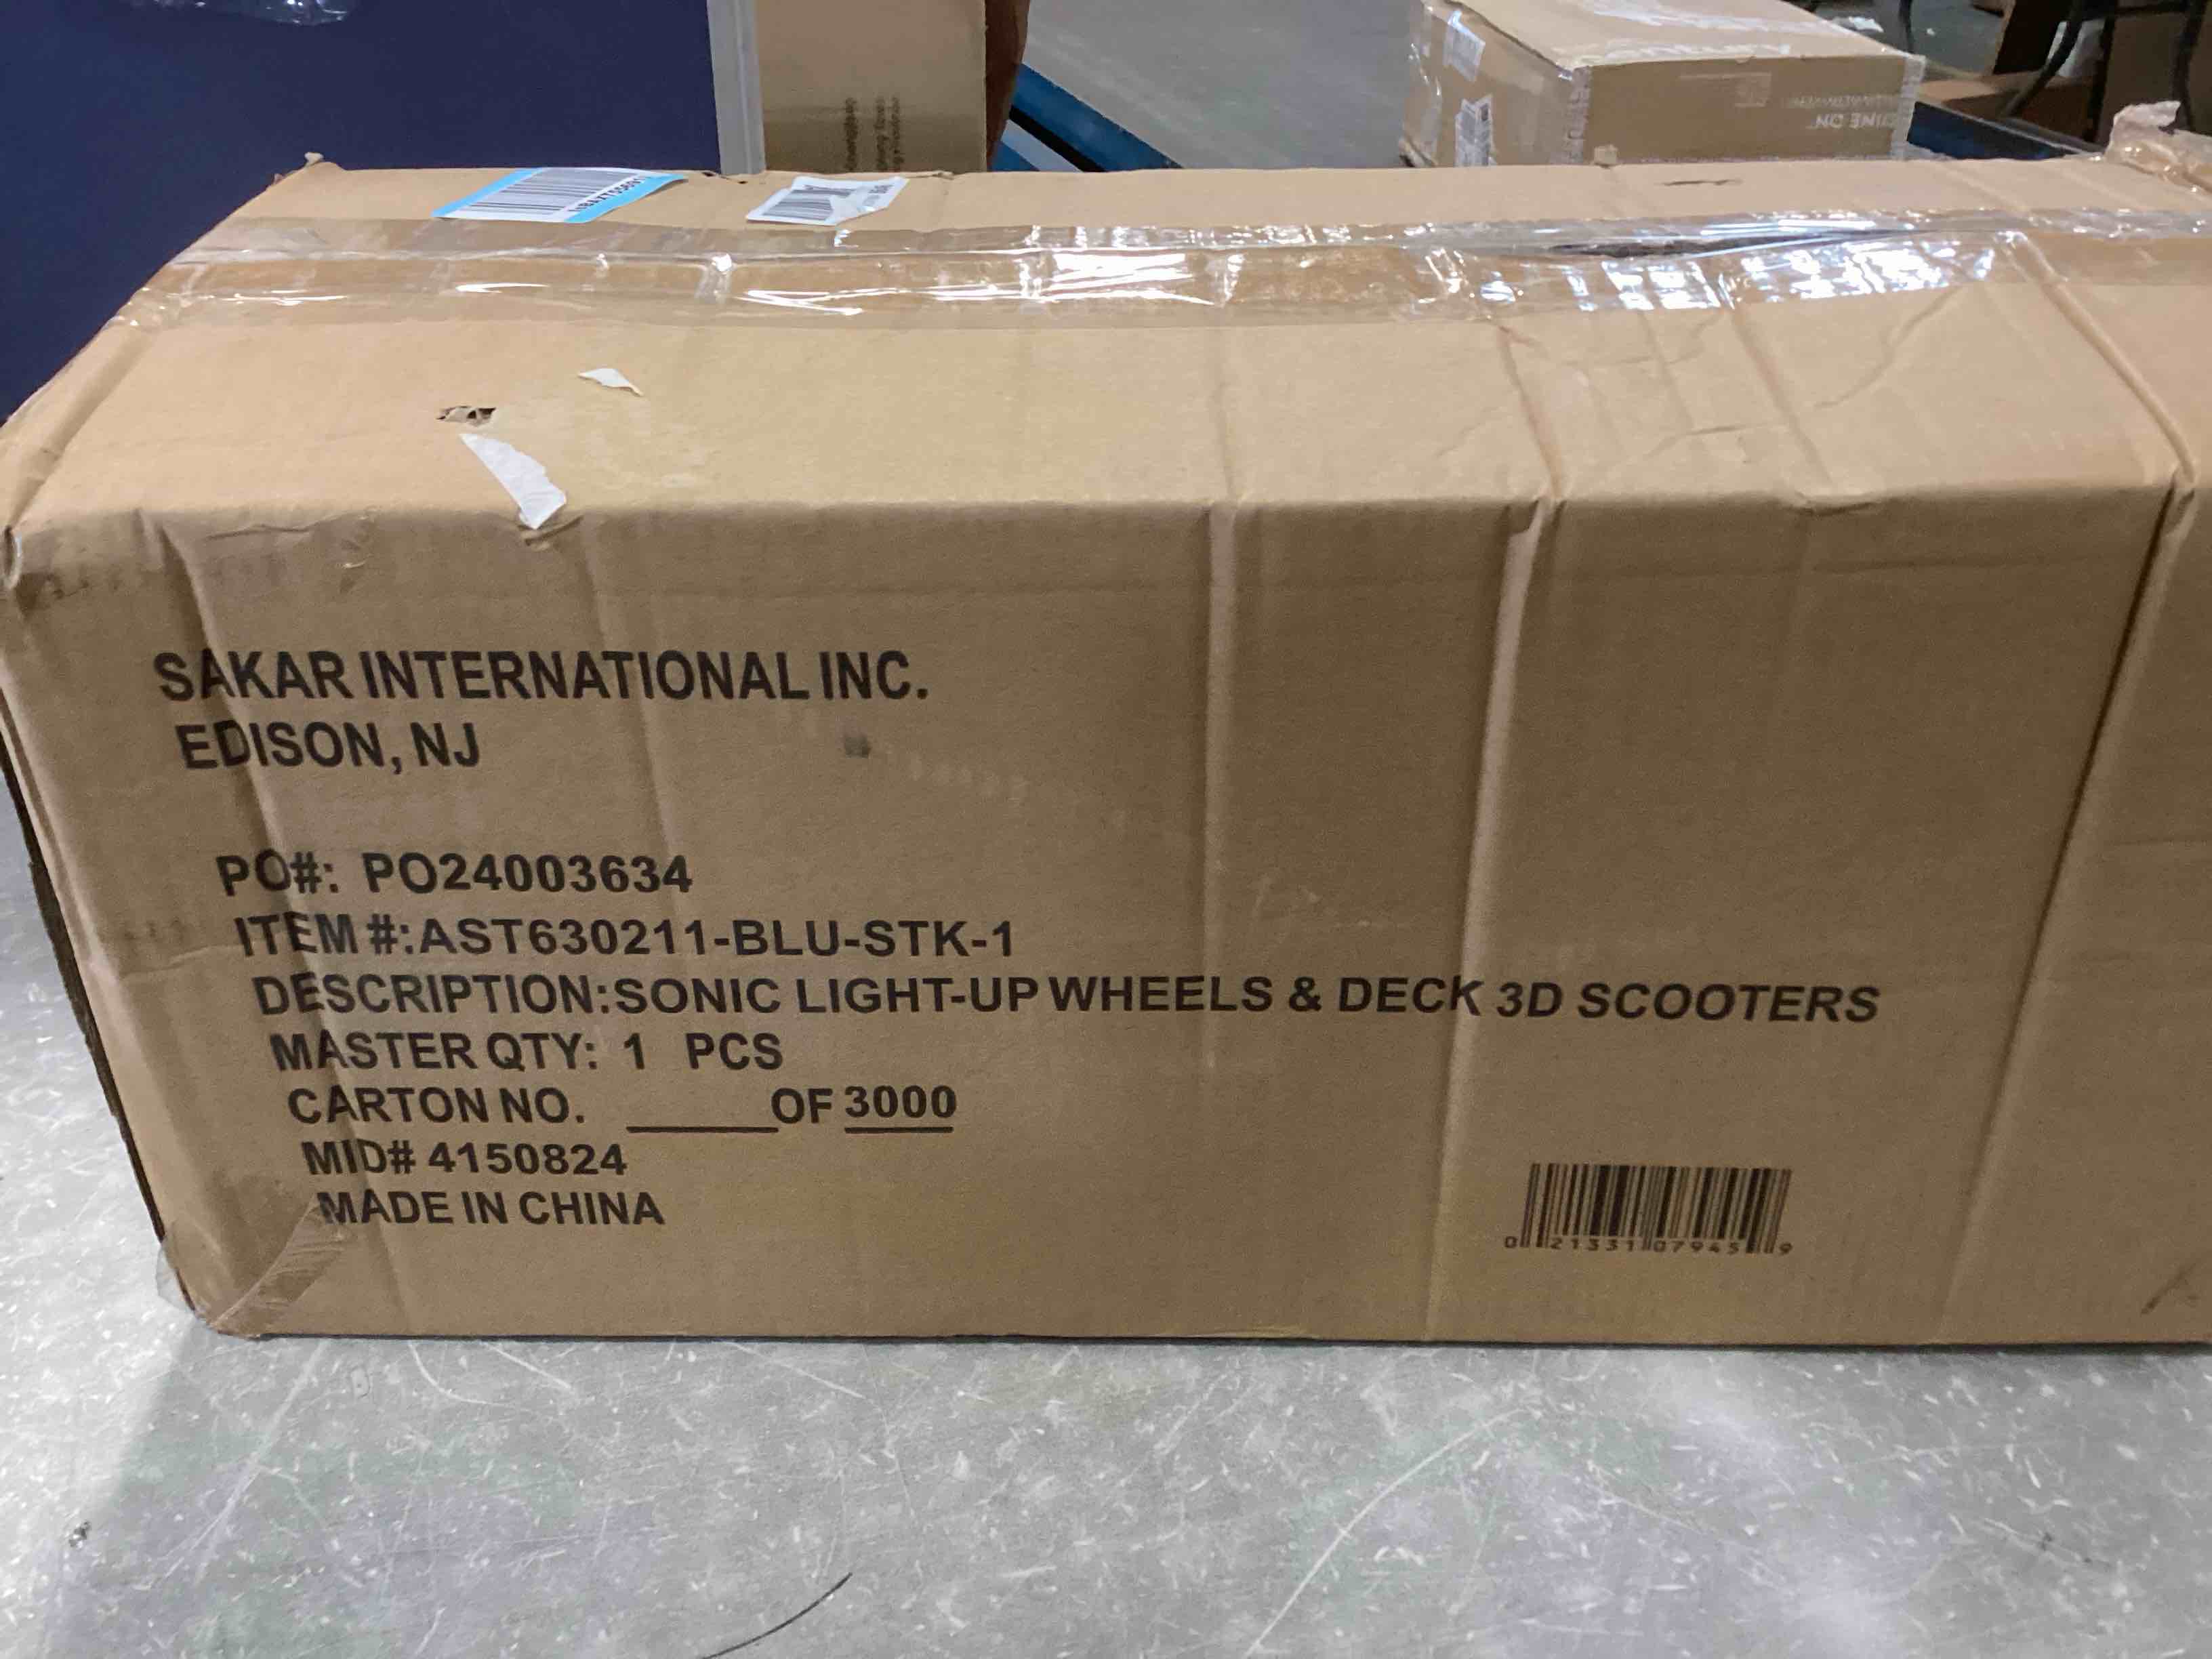 SAKAR INTERNATIONAL INC.
EDISON, NJ
PO#: PO24003634
ITEM #:AST630211-BLU-STK-1
DESCRIPTION:SONIC LIGHT-UP WHEELS & DECK 3D SCOOTERS
MASTER QTY: 1 PCS
CARTON NO. ______OF 3000
MID# 4150824
MADE IN CHINA
0 21331 07945 9